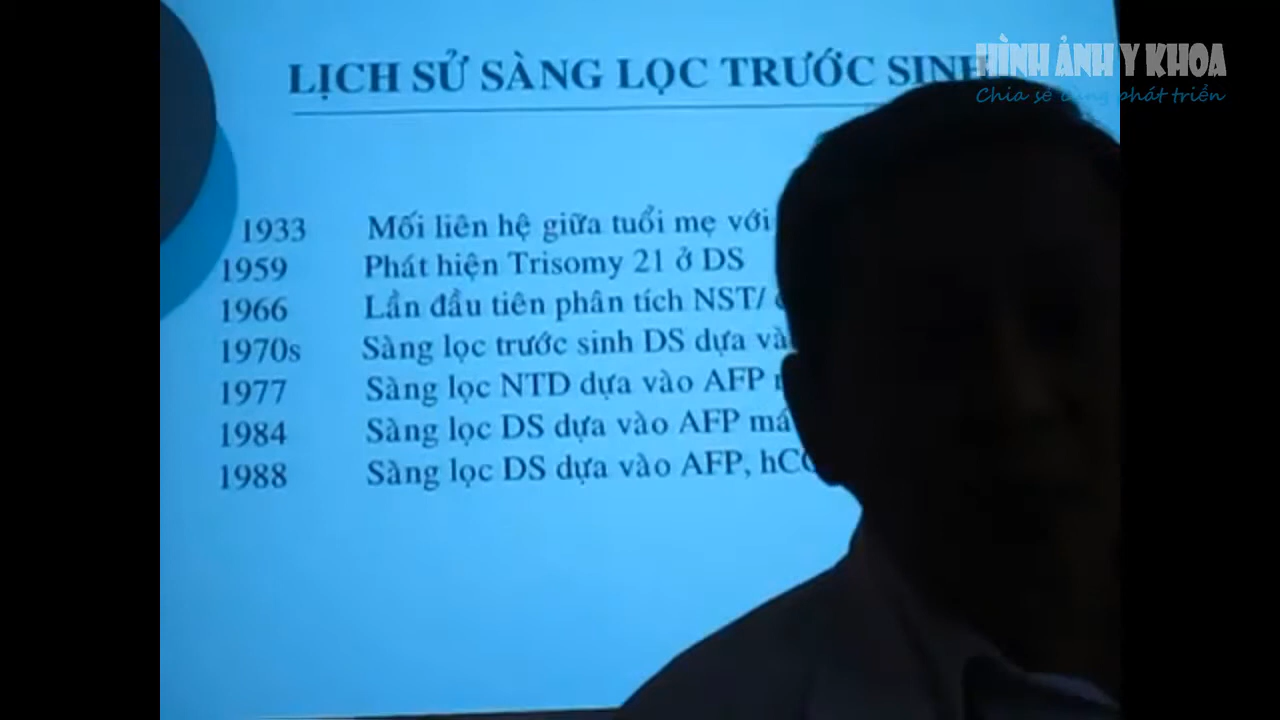 LỊCH SỬ SÀNG LỌC TRƯỚC SINH
HÌNH ẢNH Y KHOA
Chia sẻ cùng phát triển
1933 Mối liên hệ giữa tuổi mẹ với
1959 Phát hiện Trisomy 21 ở DS
1966 Lần đầu tiên phân tích NST/
1970s Sàng lọc trước sinh DS dựa
1977 Sàng lọc NTD dựa vào AFP
1984 Sàng lọc DS dựa vào AFP
1988 Sàng lọc DS dựa vào AFP,